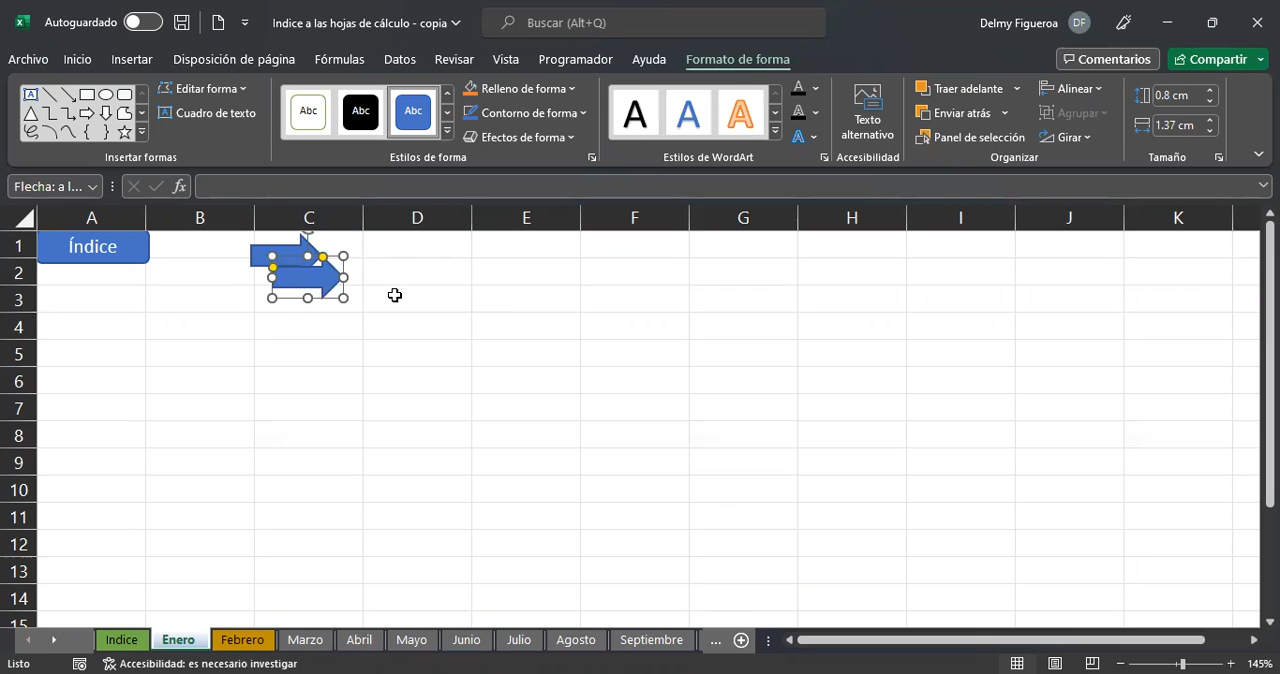 Autoguardado
Indice a las hojas de cálculo - copia
Buscar (Alt+Q)
Delmy Figueroa
DF
Archivo Inicio Insertar Disposición de página Fórmulas Datos Revisar Vista Programador Ayuda Formato de forma
Comentarios
Compartir
Editar forma
Cuadro de texto
Insertar formas
Abc Abc Abc
Relleno de forma
Contorno de forma
Efectos de forma
Estilos de forma
A A A
Estilos de WordArt
Texto
alternativo
Accesibilidad
Traer adelante
Enviar atrás
Panel de selección
Alinear
Agrupar
Girar
Organizar
0.8 cm
1.37 cm
Tamaño
Flecha: a l...
fx
A B C D E F G H I J K
1 Índice
2
3
4
5
6
7
8
9
10
11
12
13
14
15
Indice Enero Febrero Marzo Abril Mayo Junio Julio Agosto Septiembre ...
Listo
Accesibilidad: es necesario investigar
145%